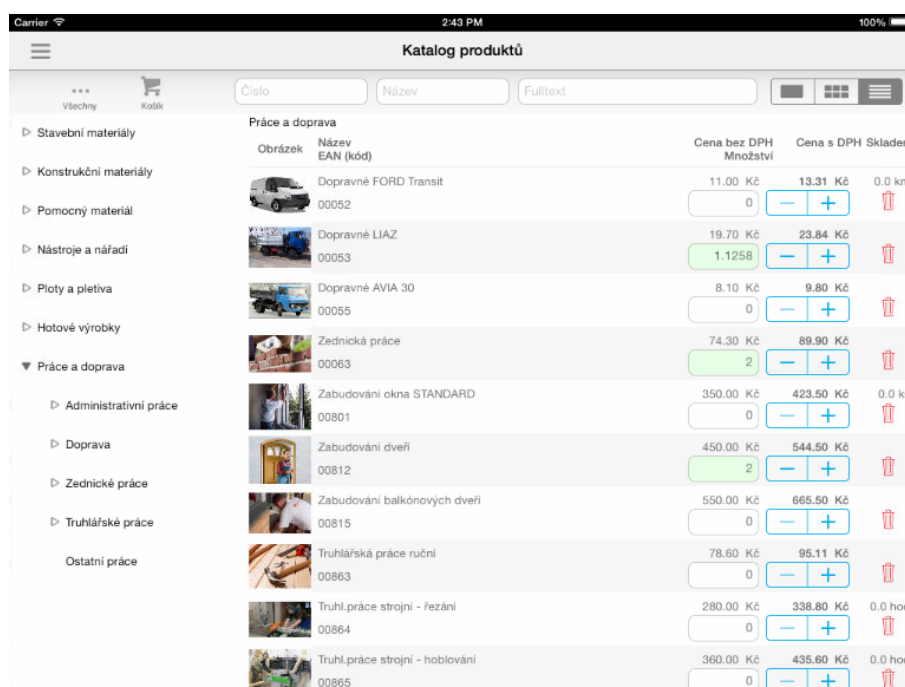 Carrier 2:43 PM 100%
Katalog produktů
Všechny Košík Číslo Název Fulltext
Stavební materiály
Konstrukční materiály
Pomocný materiál
Nástroje a nářadí
Ploty a pletiva
Hotové výrobky
Práce a doprava
Administrativní práce
Doprava
Zednické práce
Truhlářské práce
Ostatní práce
Práce a doprava
Obrázek Název Cena bez DPH Cena s DPH
EAN (kód) Množství
Dopravné FORD Transit 11.00 Kč 13.31 Kč 0.0
00052 0
Dopravné LIAZ 19.70 Kč 23.84 Kč
00053 1.1258
Dopravné AVIA 30 8.10 Kč 9.80 Kč
00055 0
Zednická práce 74.30 Kč 89.90 Kč
00063 2
Zabudování okna STANDARD 350.00 Kč 423.50 Kč 0.0
00801 0
Zabudování dveří 450.00 Kč 544.50 Kč
00812 2
Zabudování balkónových dveří 550.00 Kč 665.50 Kč
00815 0
Truhlářská práce ruční 78.60 Kč 95.11 Kč
00863 0
Truhl.práce strojní - řezání 280.00 Kč 338.80 Kč 0.0
00864 0
Truhl.práce strojní - hoblování 360.00 Kč 435.60 Kč 0.0
00865 0